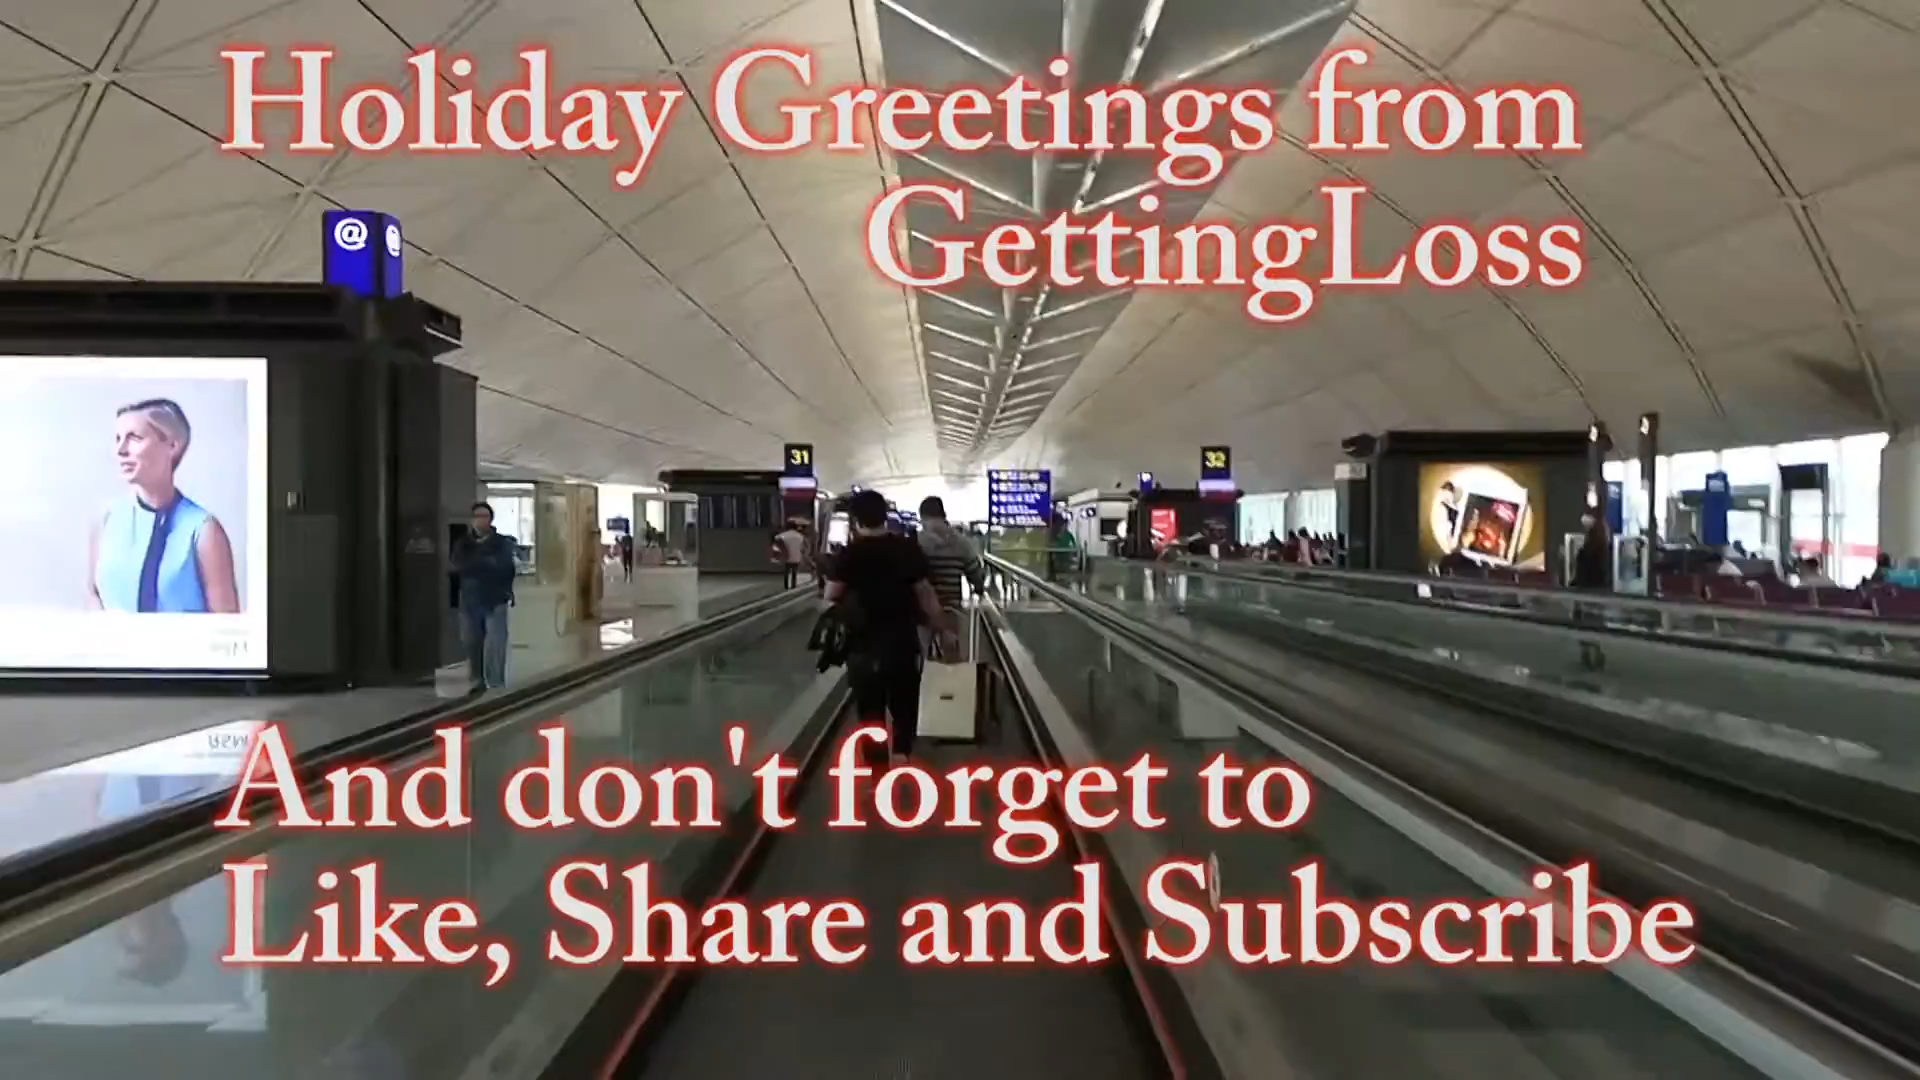 Holiday Greetings from
GettingLoss
@
31
32
And don't forget to
Like, Share and Subscribe